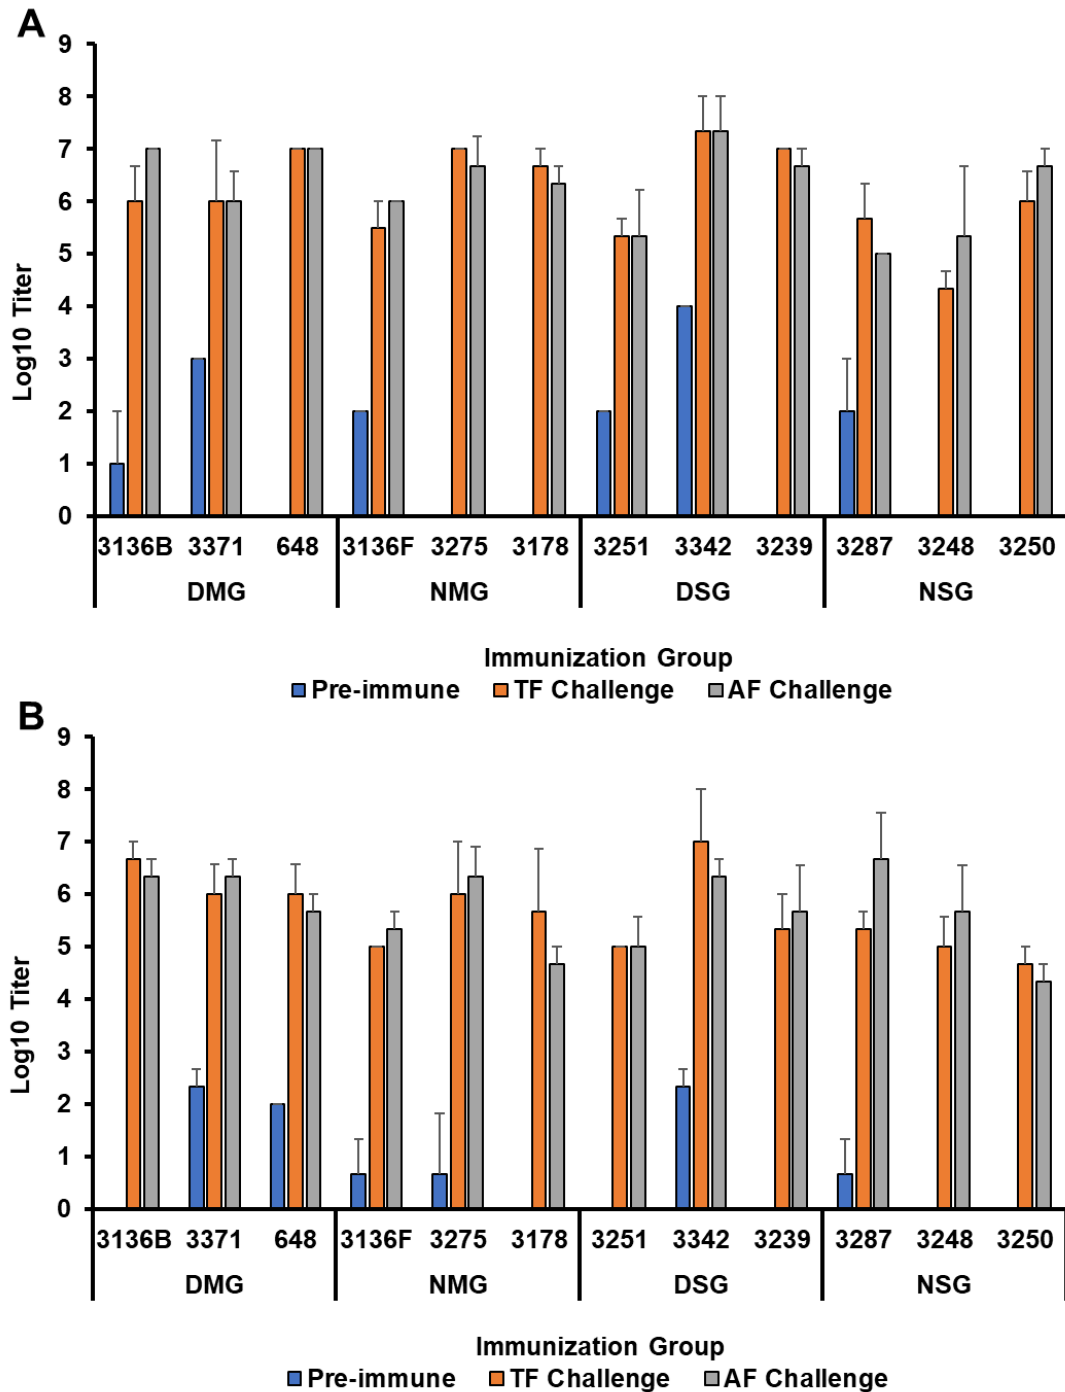 A
9
8
7
6
5
4
3
2
1
0
Log10 Titer
3136B 3371 648 3136F 3275 3178 3251 3342 3239 3287 3248 3250
DMG NMG DSG NSG
Immunization Group
Pre-immune TF Challenge AF Challenge
B
9
8
7
6
5
4
3
2
1
0
Log10 Titer
3136B 3371 648 3136F 3275 3178 3251 3342 3239 3287 3248 3250
DMG NMG DSG NSG
Immunization Group
Pre-immune TF Challenge AF Challenge